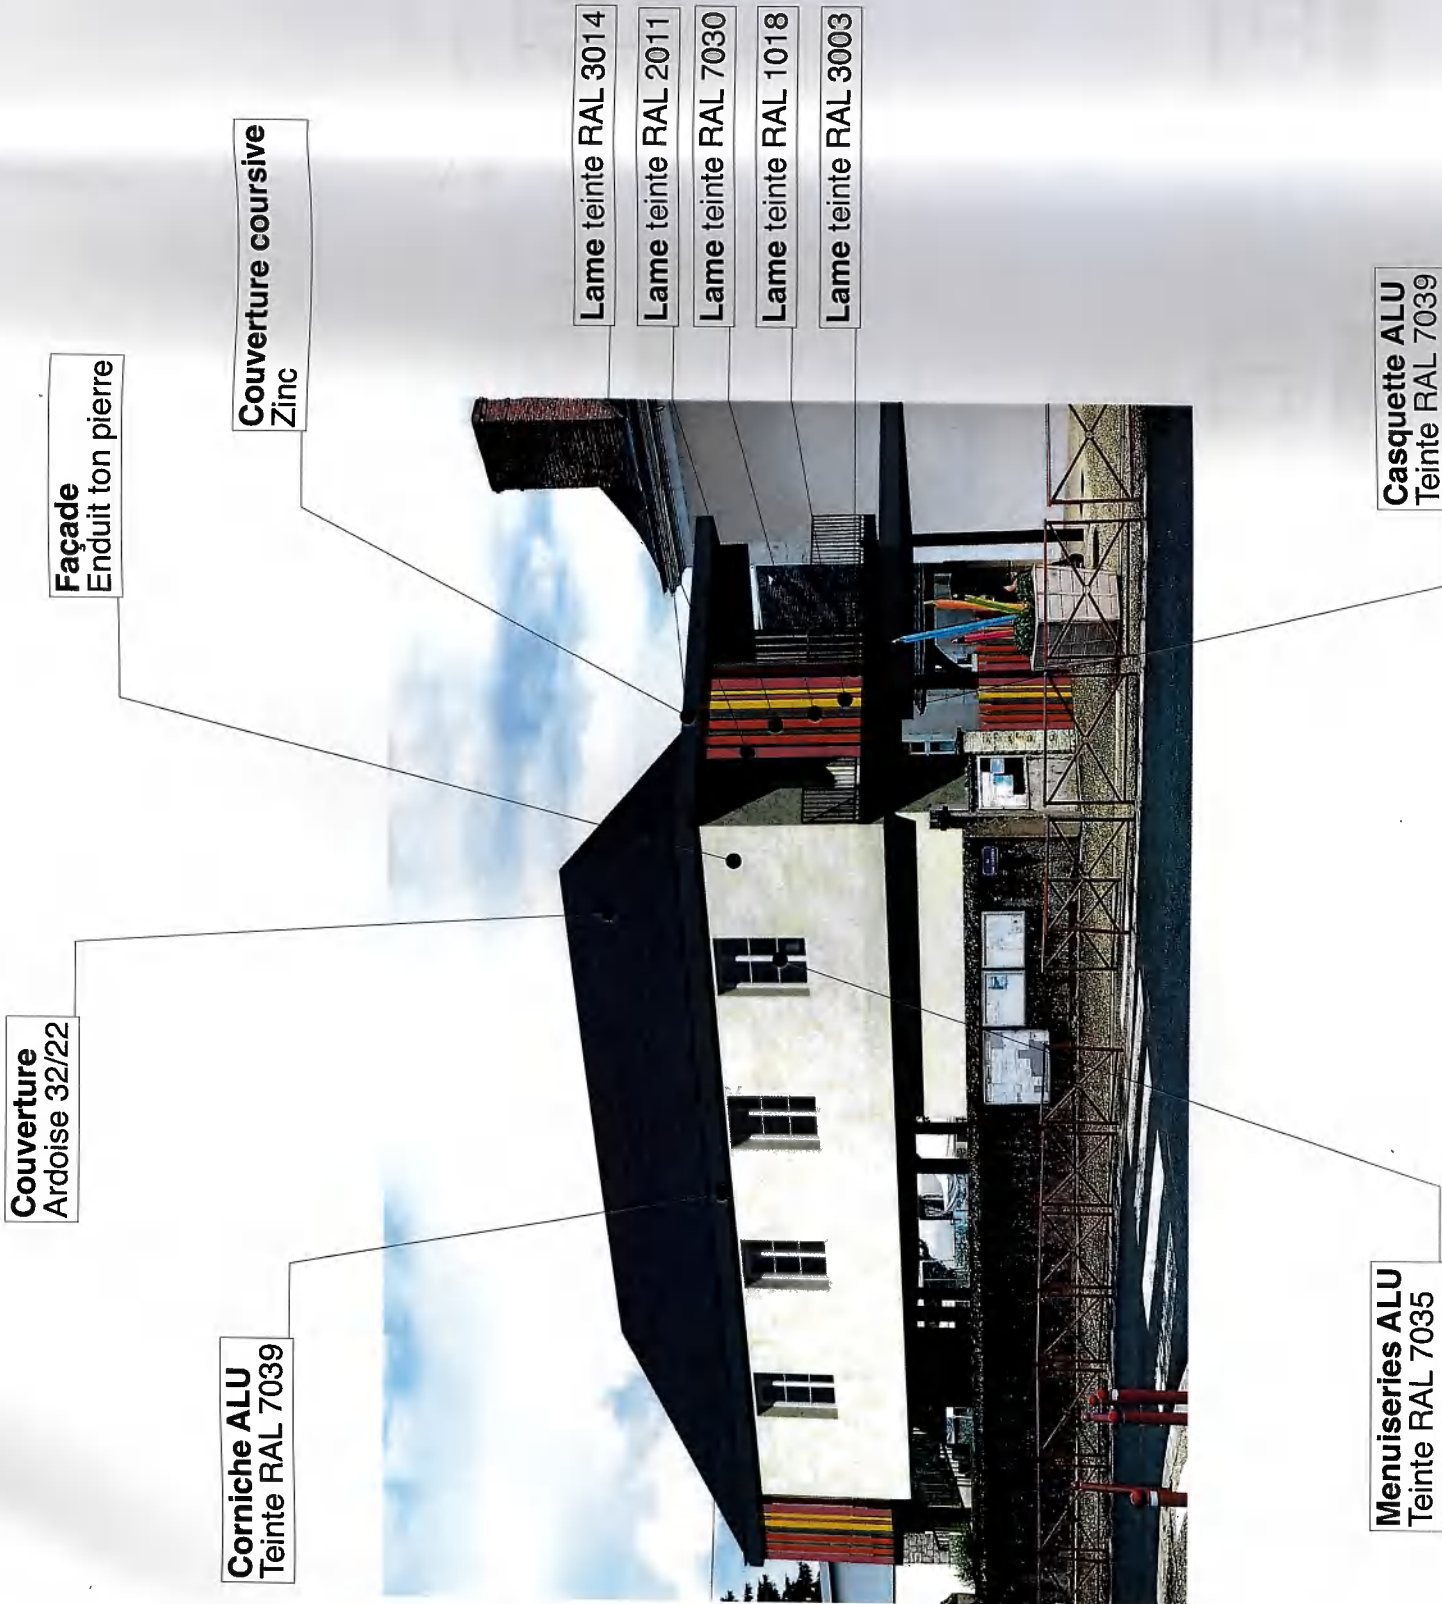 Corniche ALU
Teinte RAL 7039
Couverture
Ardoise 32/22
Façade
Enduit ton pierre
Couverture coursive
Zinc
Lame teinte RAL 3014
Lame teinte RAL 2011
Lame teinte RAL 7030
Lame teinte RAL 1018
Lame teinte RAL 3003
Menuiseries ALU
Teinte RAL 7035
Casquette ALU
Teinte RAL 7039